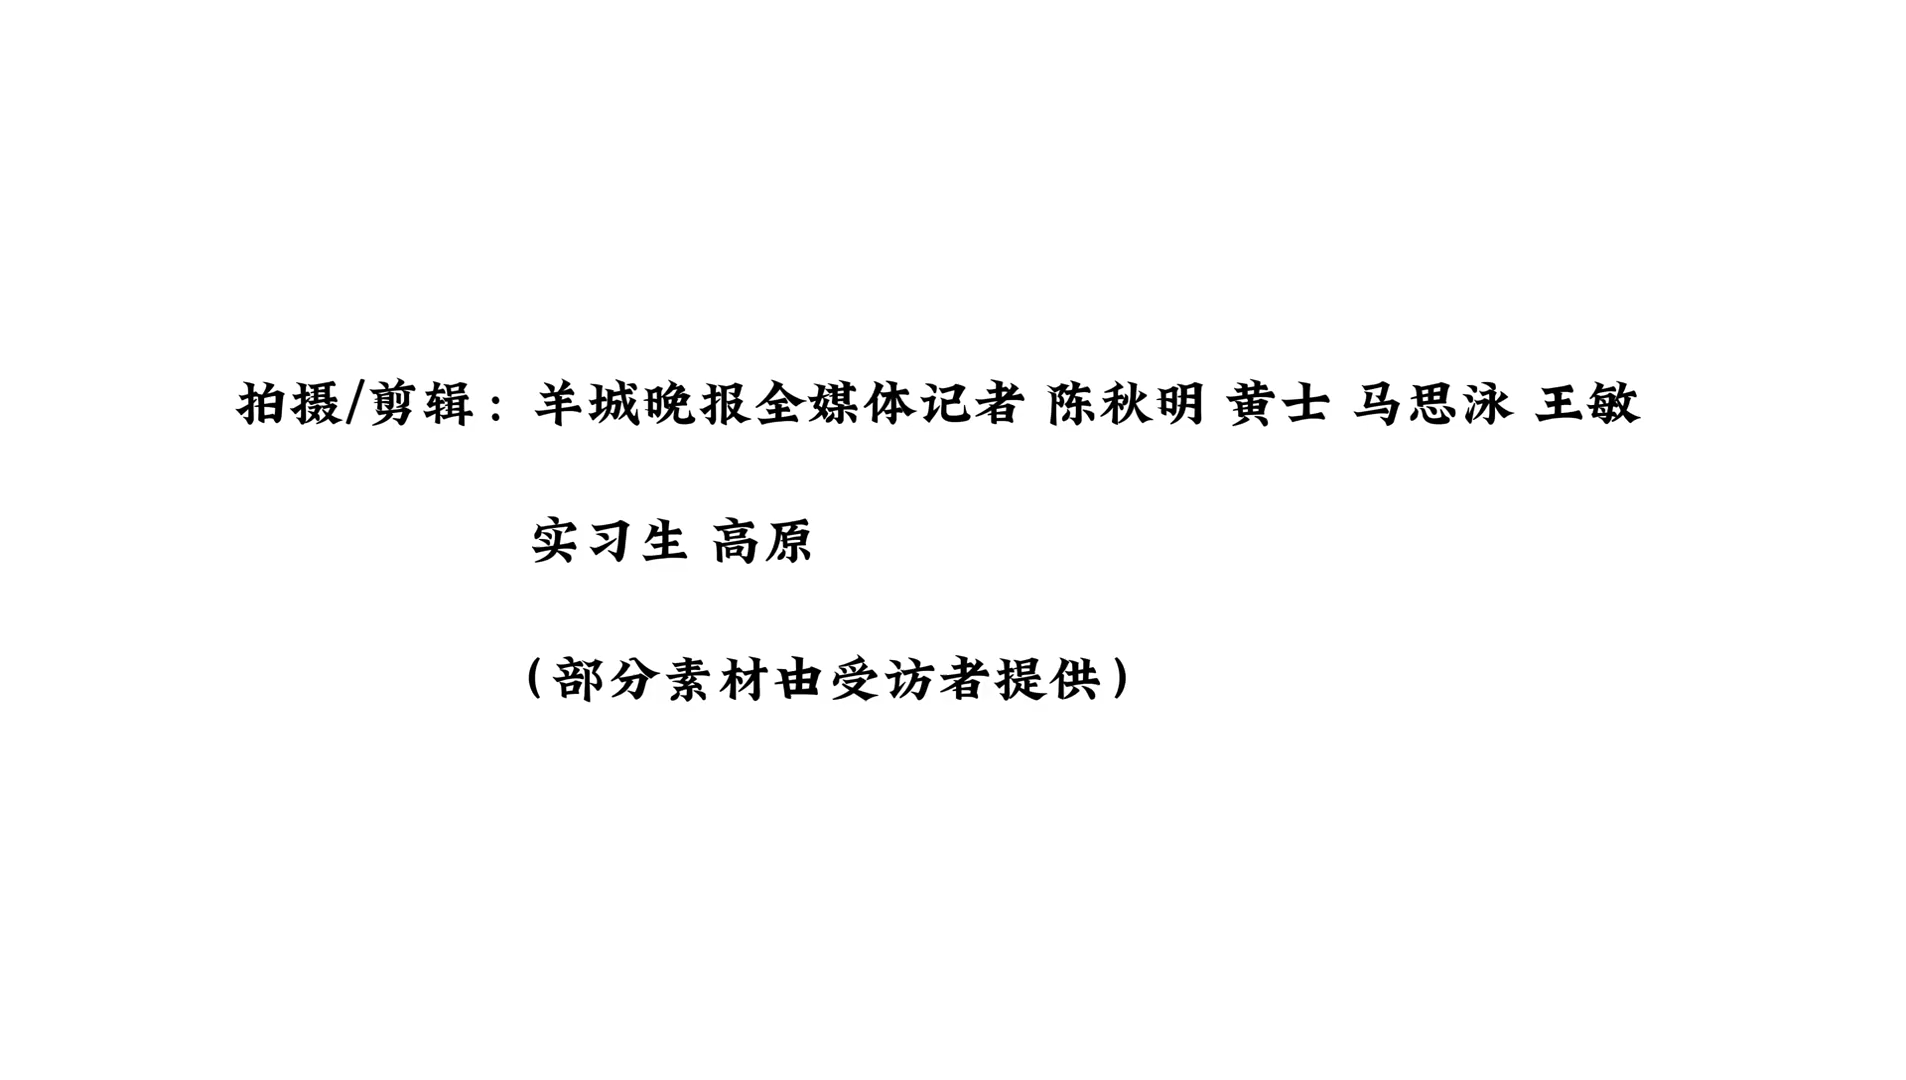 拍摄/剪辑：羊城晚报全媒体记者 陈秋明 黄士 马思泳 王敏
实习生 高原
（部分素材由受访者提供）